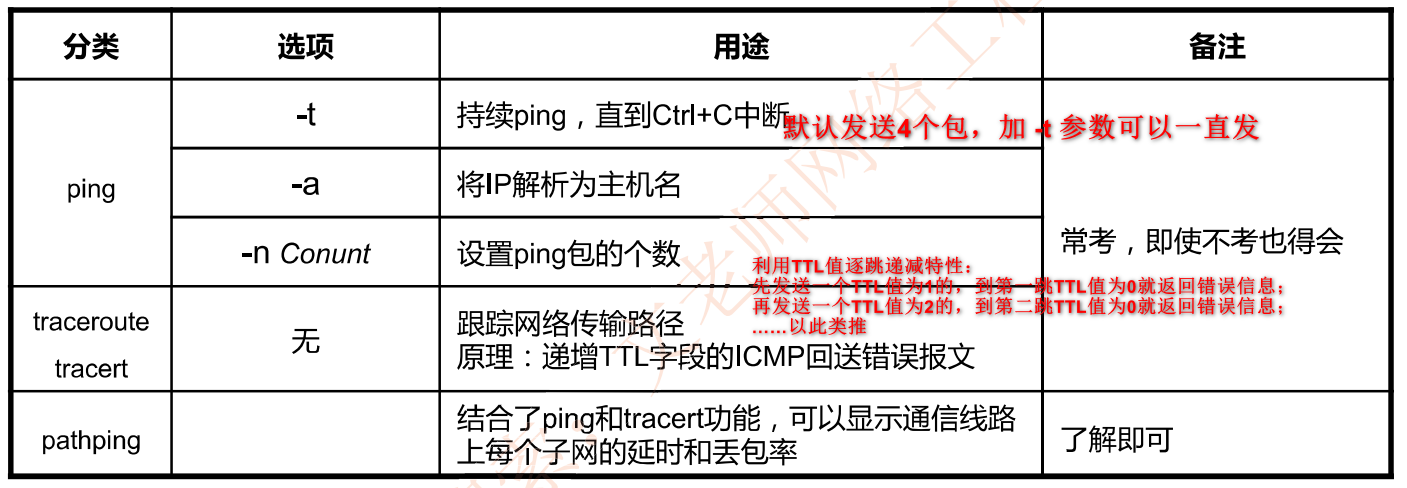 分类 选项 用途 备注
ping
-t 持续ping，直到Ctrl+C中断
默认发送4个包，加 -t 参数可以一直发
-a 将IP解析为主机名
-n Conunt 设置ping包的个数
常考，即使不考也得会
利用TTL值逐跳递减特性：
先发送一个TTL值为1的，到第一跳TTL值为0就返回错误信息；
再发送一个TTL值为2的，到第二跳TTL值为0就返回错误信息；
……以此类推
traceroute
tracert
无
跟踪网络传输路径
原理：递增TTL字段的ICMP回送错误报文
pathping
结合了ping和tracert功能，可以显示通信线路
上每个子网的延时和丢包率
了解即可
老师网络工